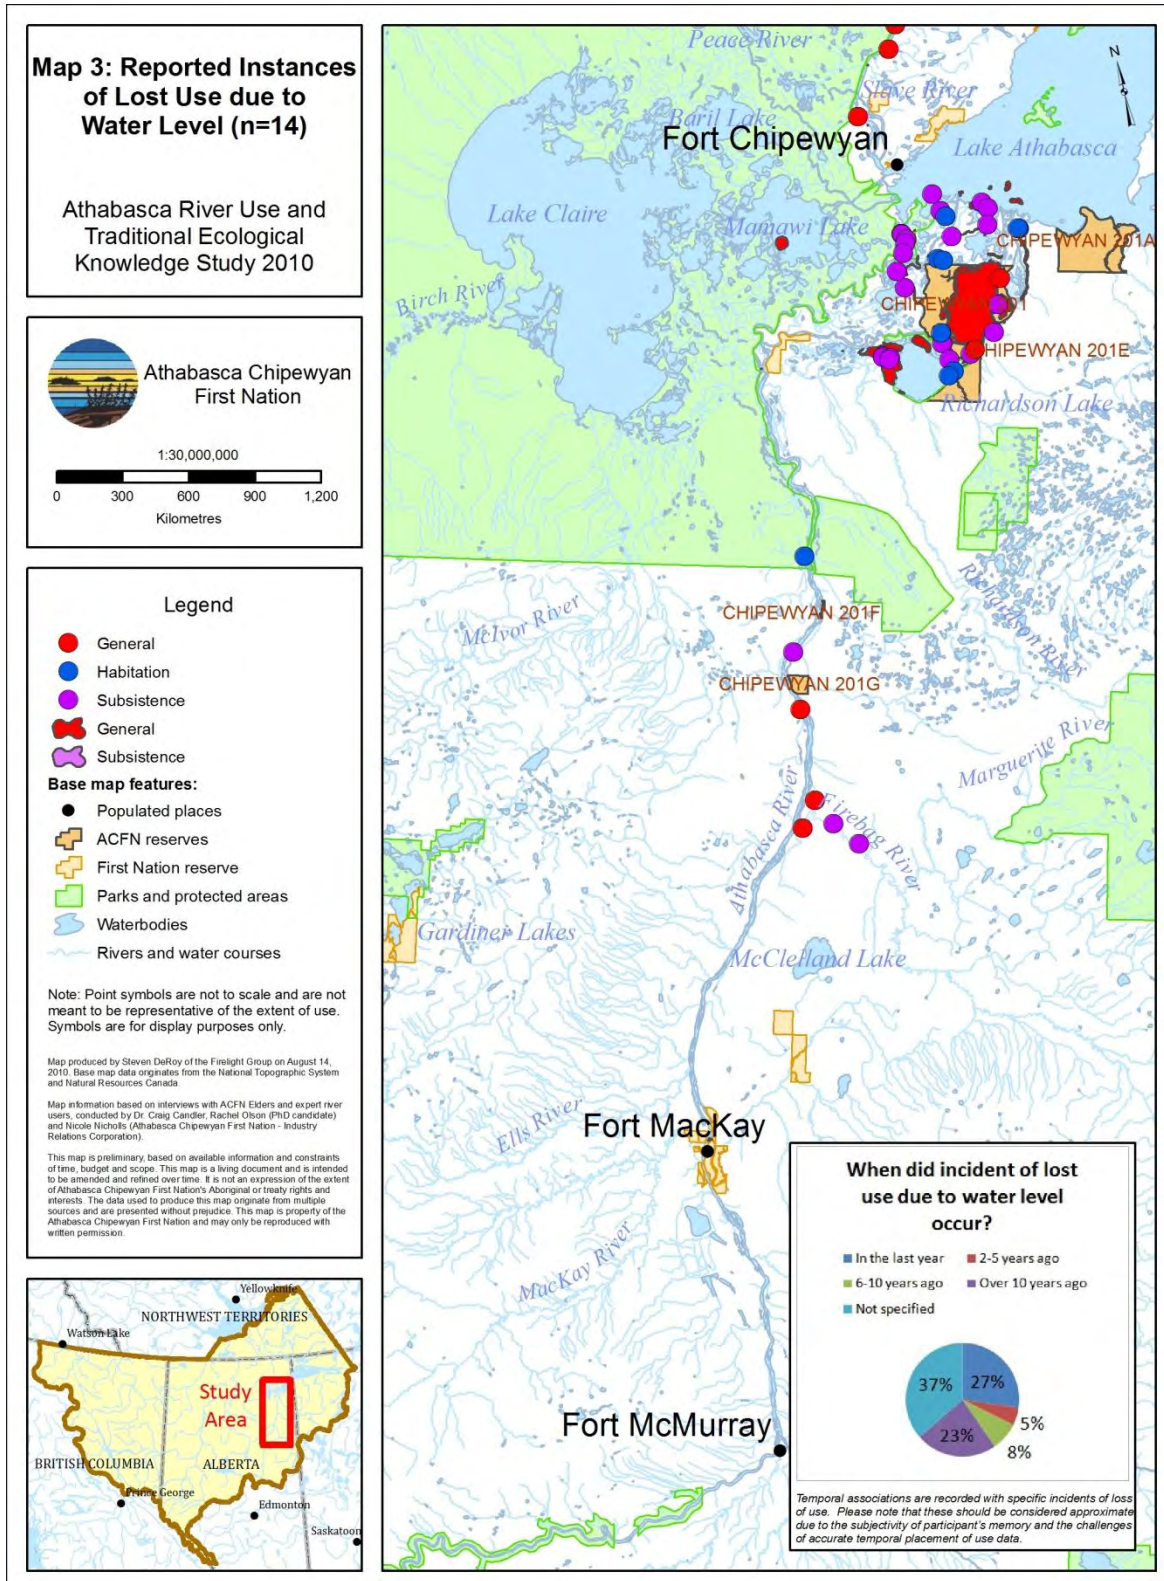 Map 3: Reported Instances
of Lost Use due to
Water Level (n=14)
Athabasca River Use and
Traditional Ecological
Knowledge Study 2010
Athabasca Chipewyan
First Nation
1:30,000,000
0 300 600 900 1,200
Kilometres
Legend
General
Habitation
Subsistence
General
Subsistence
Base map features:
Populated places
ACFN reserves
First Nation reserve
Parks and protected areas
Waterbodies
Rivers and water courses
Note: Point symbols are not to scale and are not
meant to be representative of the extent of use.
Symbols are for display purposes only.
Map produced by Steven DeRoy of the Firelight Group on August 14,
2010. Base map data originates from the National Topographic System
and Natural Resources Canada.
Map information based on interviews with ACFN Elders and expert river
users, conducted by Dr. Craig Candler, Rachel Olson (PhD candidate)
and Nicole Nicholls (Athabasca Chipewyan First Nation - Industry
Relations Corporation).
This map is preliminary, based on available information and constraints
of time, budget and scope. This map is a living document and is intended
to be amended and refined over time. It is not an expression of the extent
of Athabasca Chipewyan First Nation's Aboriginal or treaty rights and
interests. The data used to produce this map originate from multiple
sources and are presented without prejudice. This map is property of the
Athabasca Chipewyan First Nation and may only be reproduced with
written permission.
Yellowknife
NORTHWEST TERRITORIES
Watson Lake
Study
Area
BRITISH COLUMBIA
ALBERTA
Prince George
Edmonton
Saskatoon
Peace River
Slave River
Baril Lake
Fort Chipewyan
Lake Athabasca
N
Lake Claire
Mamawi Lake
CHIPEWYAN 201A
Birch River
CHIPEWYAN 201
CHIPEWYAN 201E
Richardson Lake
Richardson River
McIvor River
CHIPEWYAN 201F
CHIPEWYAN 201G
Marguerite River
Athabasca River
Firebag River
Gardiner Lakes
McClelland Lake
Ells River
Fort MacKay
MacKay River
Fort McMurray
When did incident of lost
use due to water level
occur?
In the last year 2-5 years ago
6-10 years ago Over 10 years ago
Not specified
37% 27%
5%
23%
8%
Temporal associations are recorded with specific incidents of loss
of use. Please note that these should be considered approximate
due to the subjectivity of participant's memory and the challenges
of accurate temporal placement of use data.